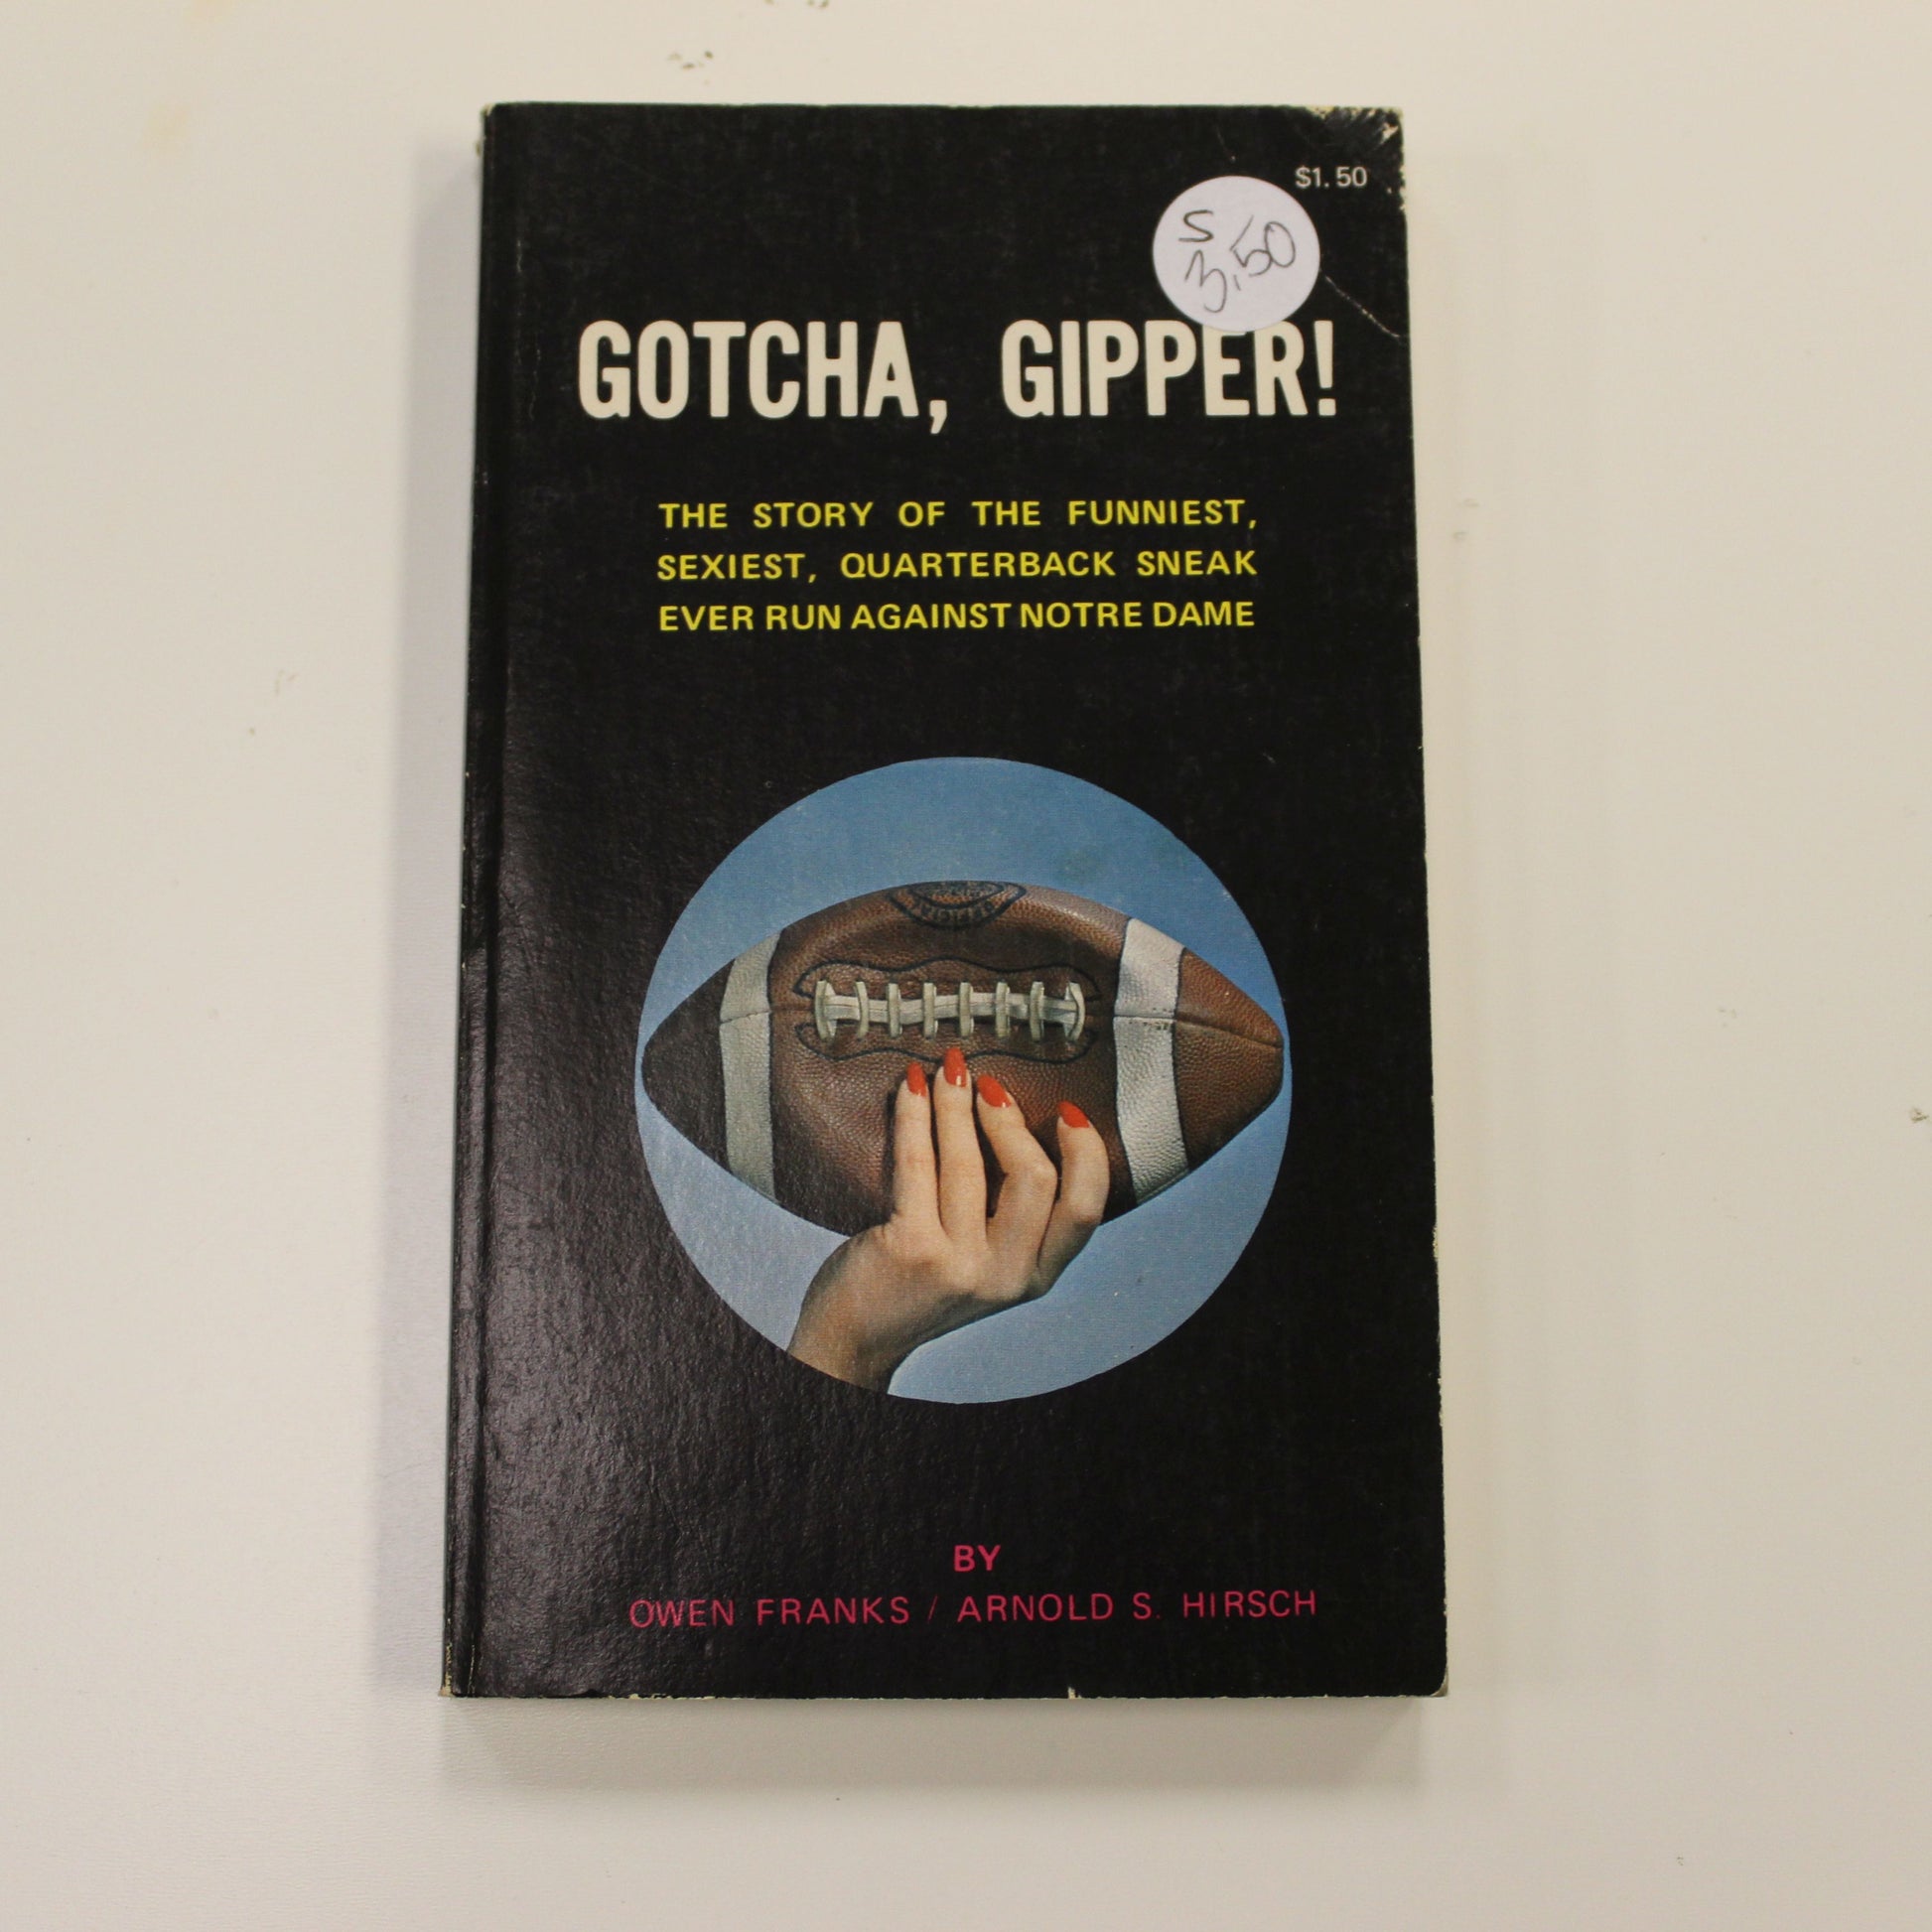 $1.50
S
3.50
GOTCHA, GIPPER!
THE STORY OF THE FUNNIEST,
SEXIEST, QUARTERBACK SNEAK
EVER RUN AGAINST NOTRE DAME
BY
OWEN FRANKS / ARNOLD S. HIRSCH